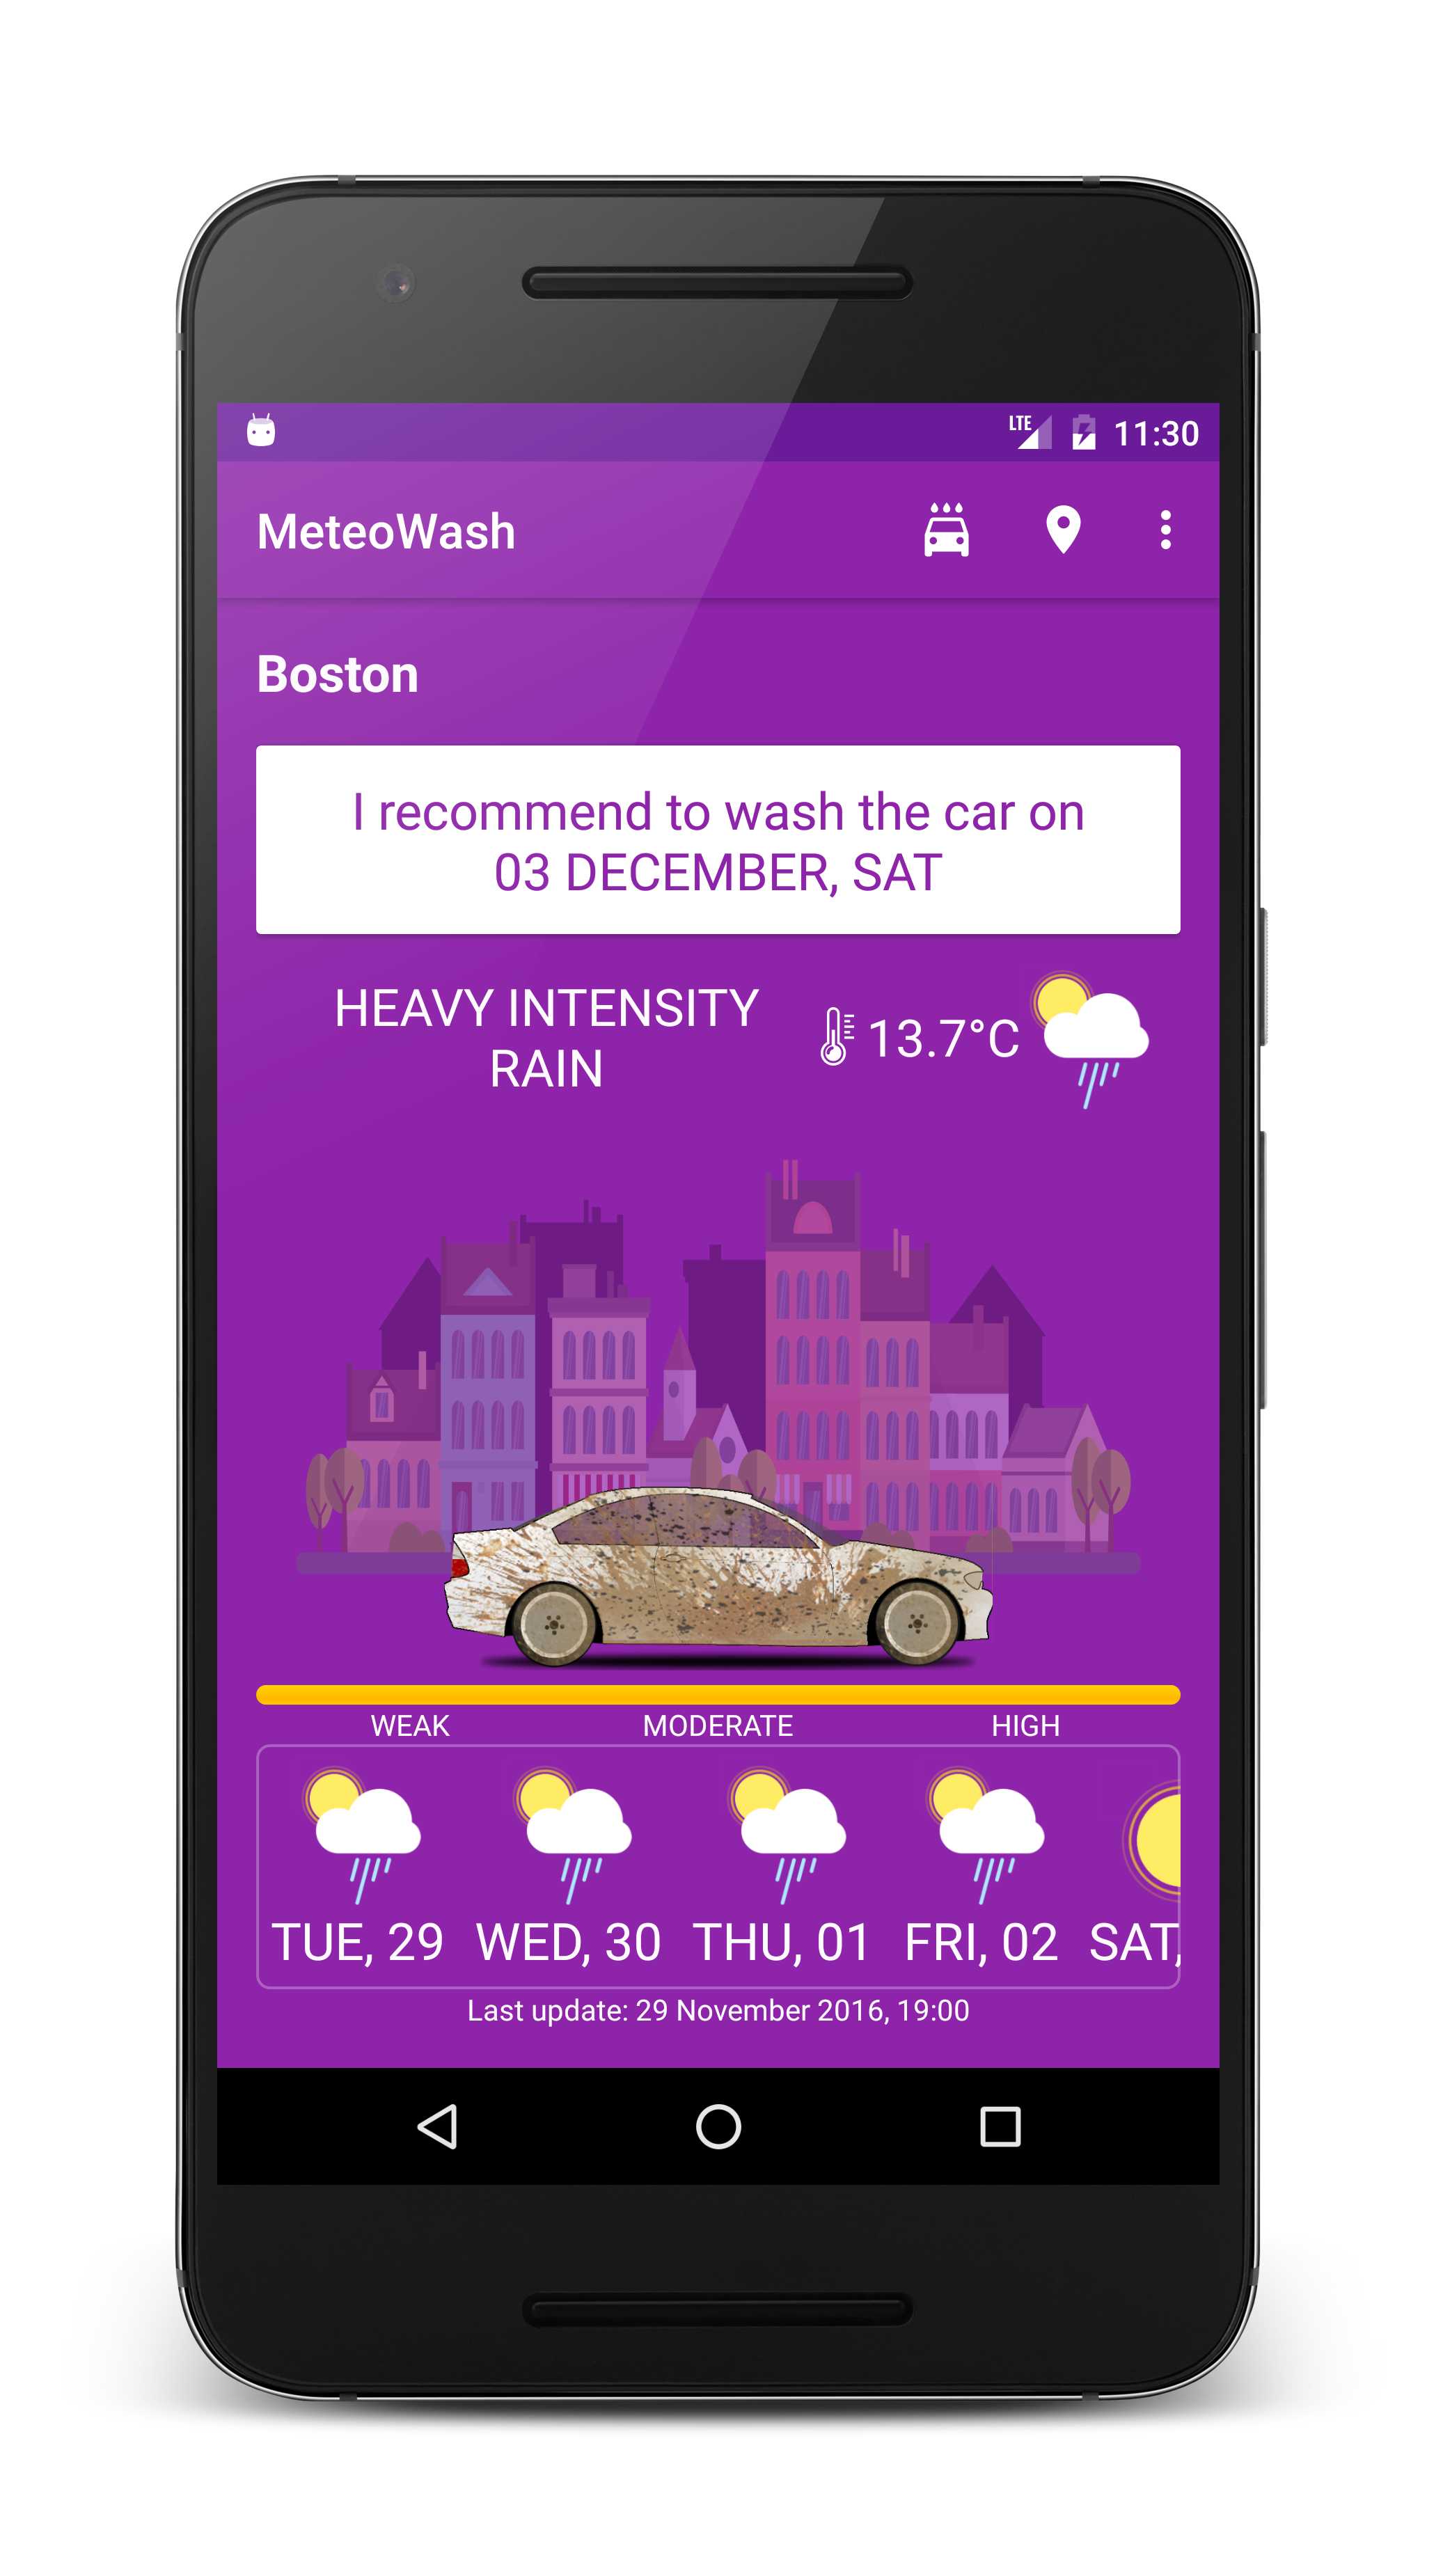 LTE 11:30
MeteoWash
Boston
I recommend to wash the car on
03 DECEMBER, SAT
HEAVY INTENSITY
RAIN
13.7°C
WEAK MODERATE HIGH
TUE, 29 WED, 30 THU, 01 FRI, 02 SAT,
Last update: 29 November 2016, 19:00